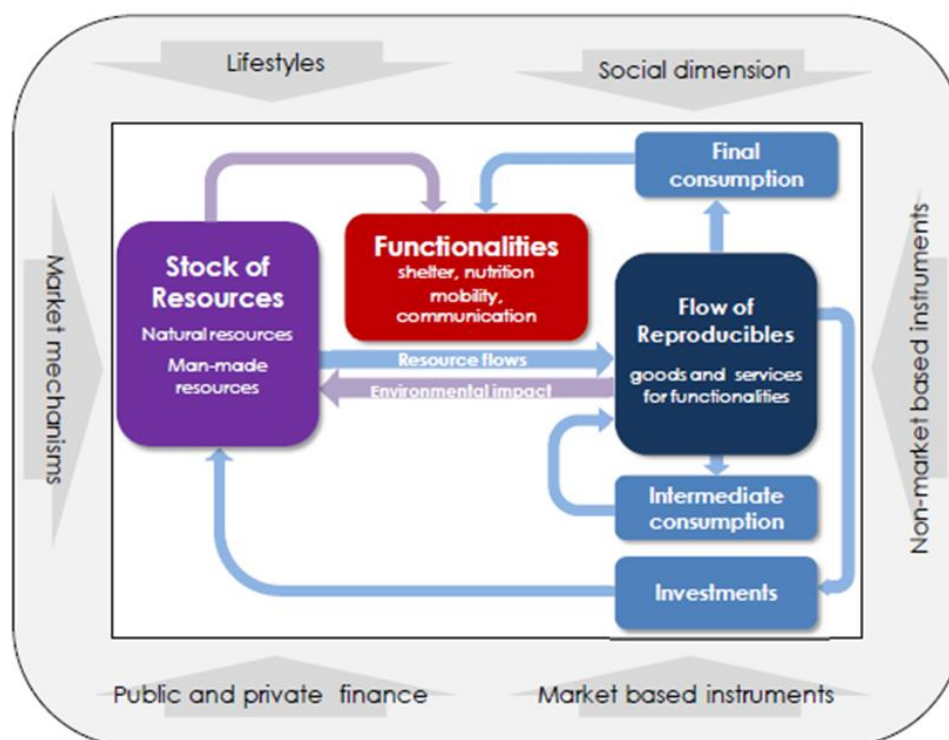 Lifestyles
Social dimension
Final
consumption
Stock of
Resources
Natural resources
Man-made
resources
Functionalities
shelter, nutrition
mobility,
communication
Flow of
Reproducibles
goods and services
for functionalities
Resource flows
Environmental impact
Intermediate
consumption
Investments
Market mechanisms
Non-market based instruments
Public and private finance
Market based instruments